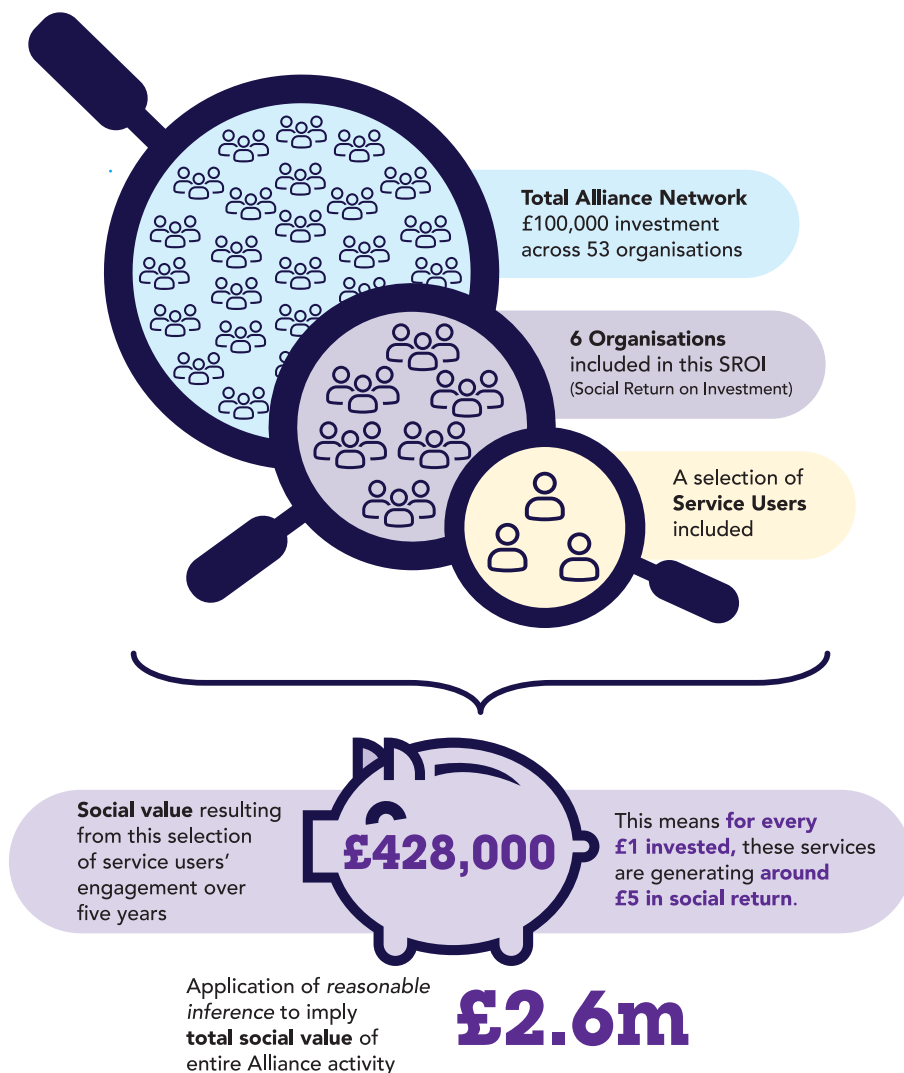 Total Alliance Network
£100,000 investment
across 53 organisations
6 Organisations
included in this SROI
(Social Return on Investment)
A selection of
Service Users
included
Social value resulting
from this selection
of service users’
engagement over
five years
£428,000
This means for every
£1 invested, these services
are generating around
£5 in social return.
Application of reasonable
inference to imply
total social value of
entire Alliance activity
£2.6m